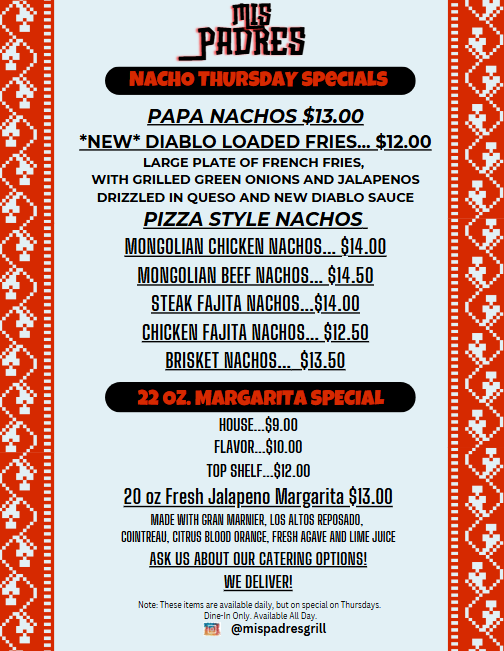 MIS
PADRES
NACHO THURSDAY SPECIALS
PAPA NACHOS $13.00
*NEW* DIABLO LOADED FRIES... $12.00
LARGE PLATE OF FRENCH FRIES,
WITH GRILLED GREEN ONIONS AND JALAPENOS
DRIZZLED IN QUESO AND NEW DIABLO SAUCE
PIZZA STYLE NACHOS
MONGOLIAN CHICKEN NACHOS... $14.00
MONGOLIAN BEEF NACHOS... $14.50
STEAK FAJITA NACHOS...$14.00
CHICKEN FAJITA NACHOS... $12.50
BRISKET NACHOS... $13.50
22 OZ. MARGARITA SPECIAL
HOUSE...$9.00
FLAVOR...$10.00
TOP SHELF...$12.00
20 oz Fresh Jalapeno Margarita $13.00
MADE WITH GRAN MARNIER, LOS ALTOS REPOSADO,
COINTREAU, CITRUS BLOOD ORANGE, FRESH AGAVE AND LIME JUICE
ASK US ABOUT OUR CATERING OPTIONS!
WE DELIVER!
Note: These items are available daily, but on special on Thursdays.
Dine-In Only. Available All Day.
@mispadresgrill